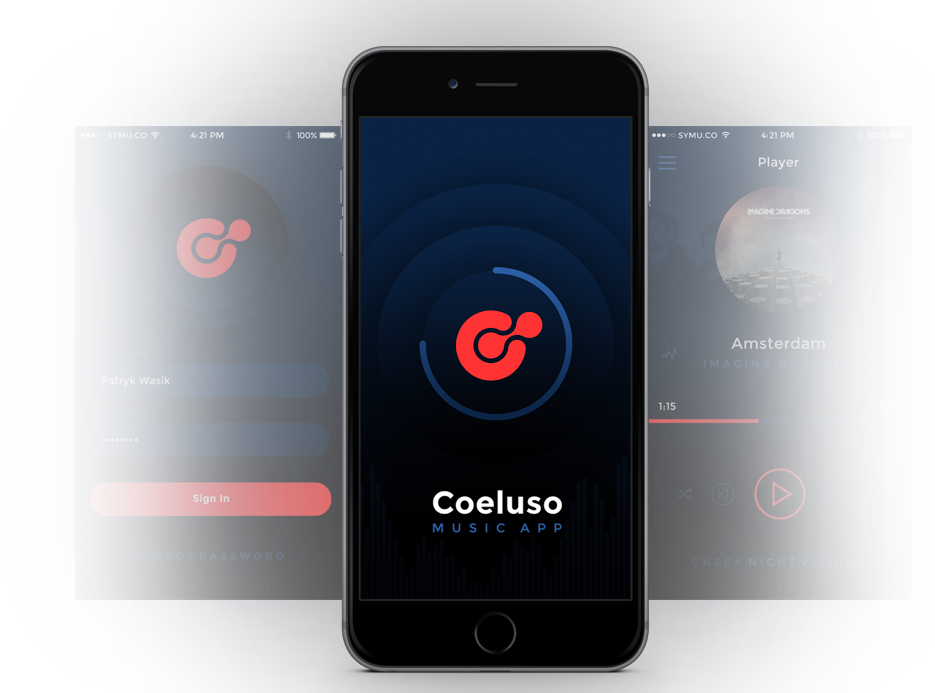 SYMU.CO
4:21 PM
100%
Patryk Wasik
Sign In
FORGOT PASSWORD
Coeluso
MUSIC APP
SYMU.CO
4:21 PM
100%
Player
IMAGINE DRAGONS
Amsterdam
IMAGINE DRAGONS
1:15
CHECK NIGHT VISION